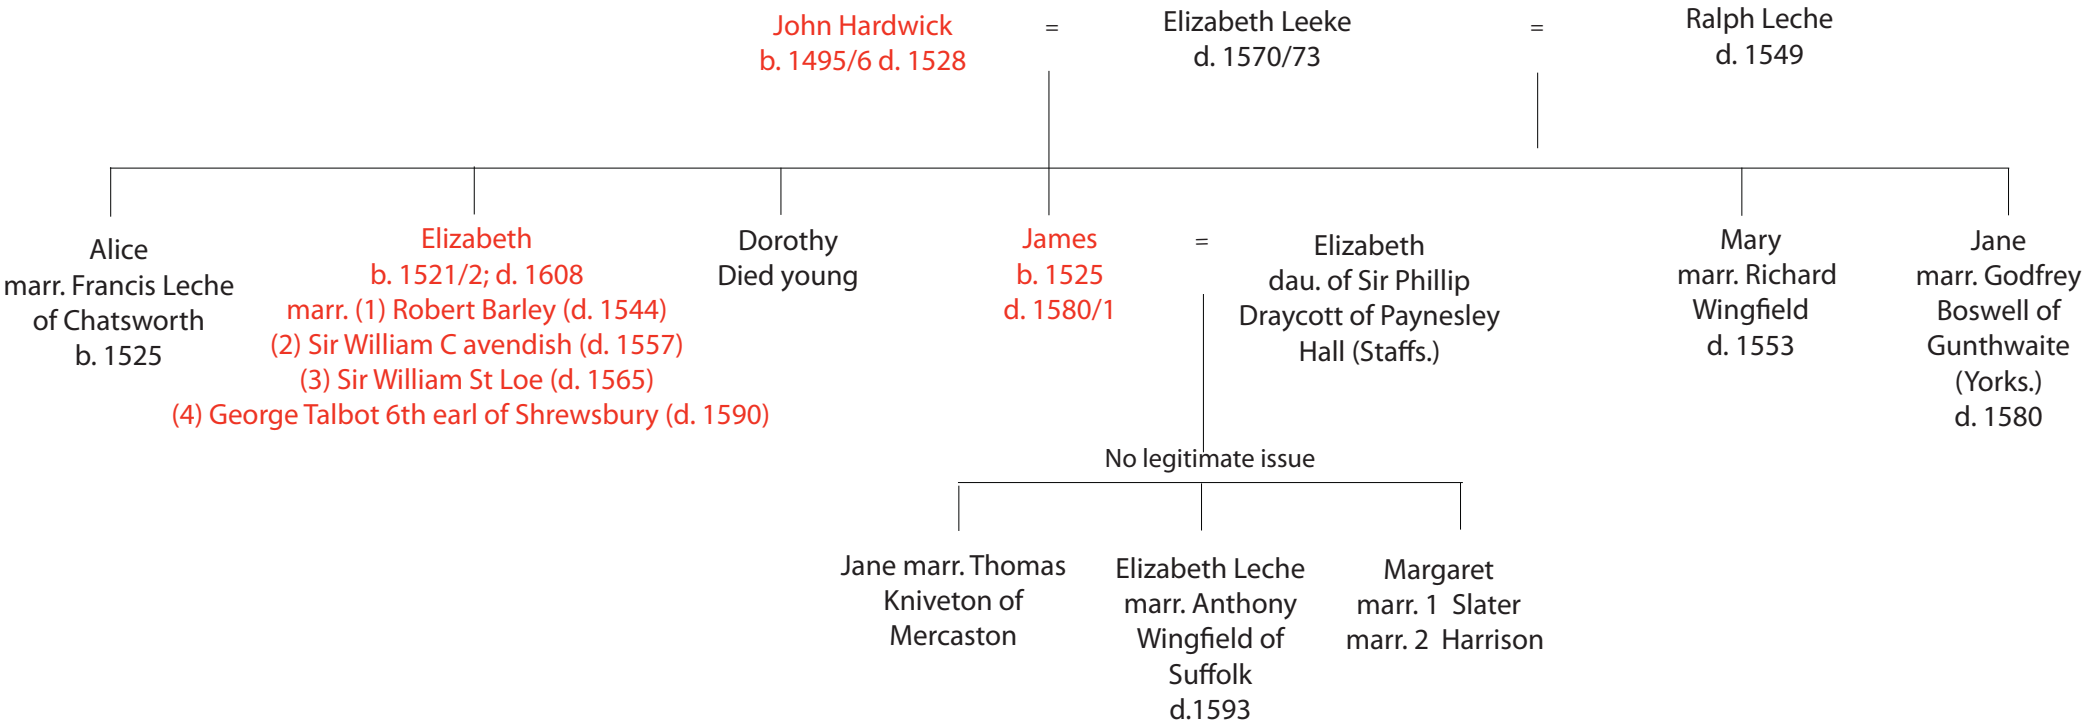 John Hardwick
b. 1495/6 d. 1528
=
Elizabeth Leeke
d. 1570/73
=
Ralph Leche
d. 1549
Alice
marr. Francis Leche
of Chatsworth
b. 1525
Elizabeth
b. 1521/2; d. 1608
marr. (1) Robert Barley (d. 1544)
(2) Sir William C avendish (d. 1557)
(3) Sir William St Loe (d. 1565)
(4) George Talbot 6th earl of Shrewsbury (d. 1590)
Dorothy
Died young
James
b. 1525
d. 1580/1
=
Elizabeth
dau. of Sir Phillip
Draycott of Paynesley
Hall (Staffs.)
Mary
marr. Richard
Wingfield
d. 1553
Jane
marr. Godfrey
Boswell of
Gunthwaite
(Yorks.)
d. 1580
No legitimate issue
Jane marr. Thomas
Kniveton of
Mercaston
Elizabeth Leche
marr. Anthony
Wingfield of
Suffolk
d.1593
Margaret
marr. 1 Slater
marr. 2 Harrison